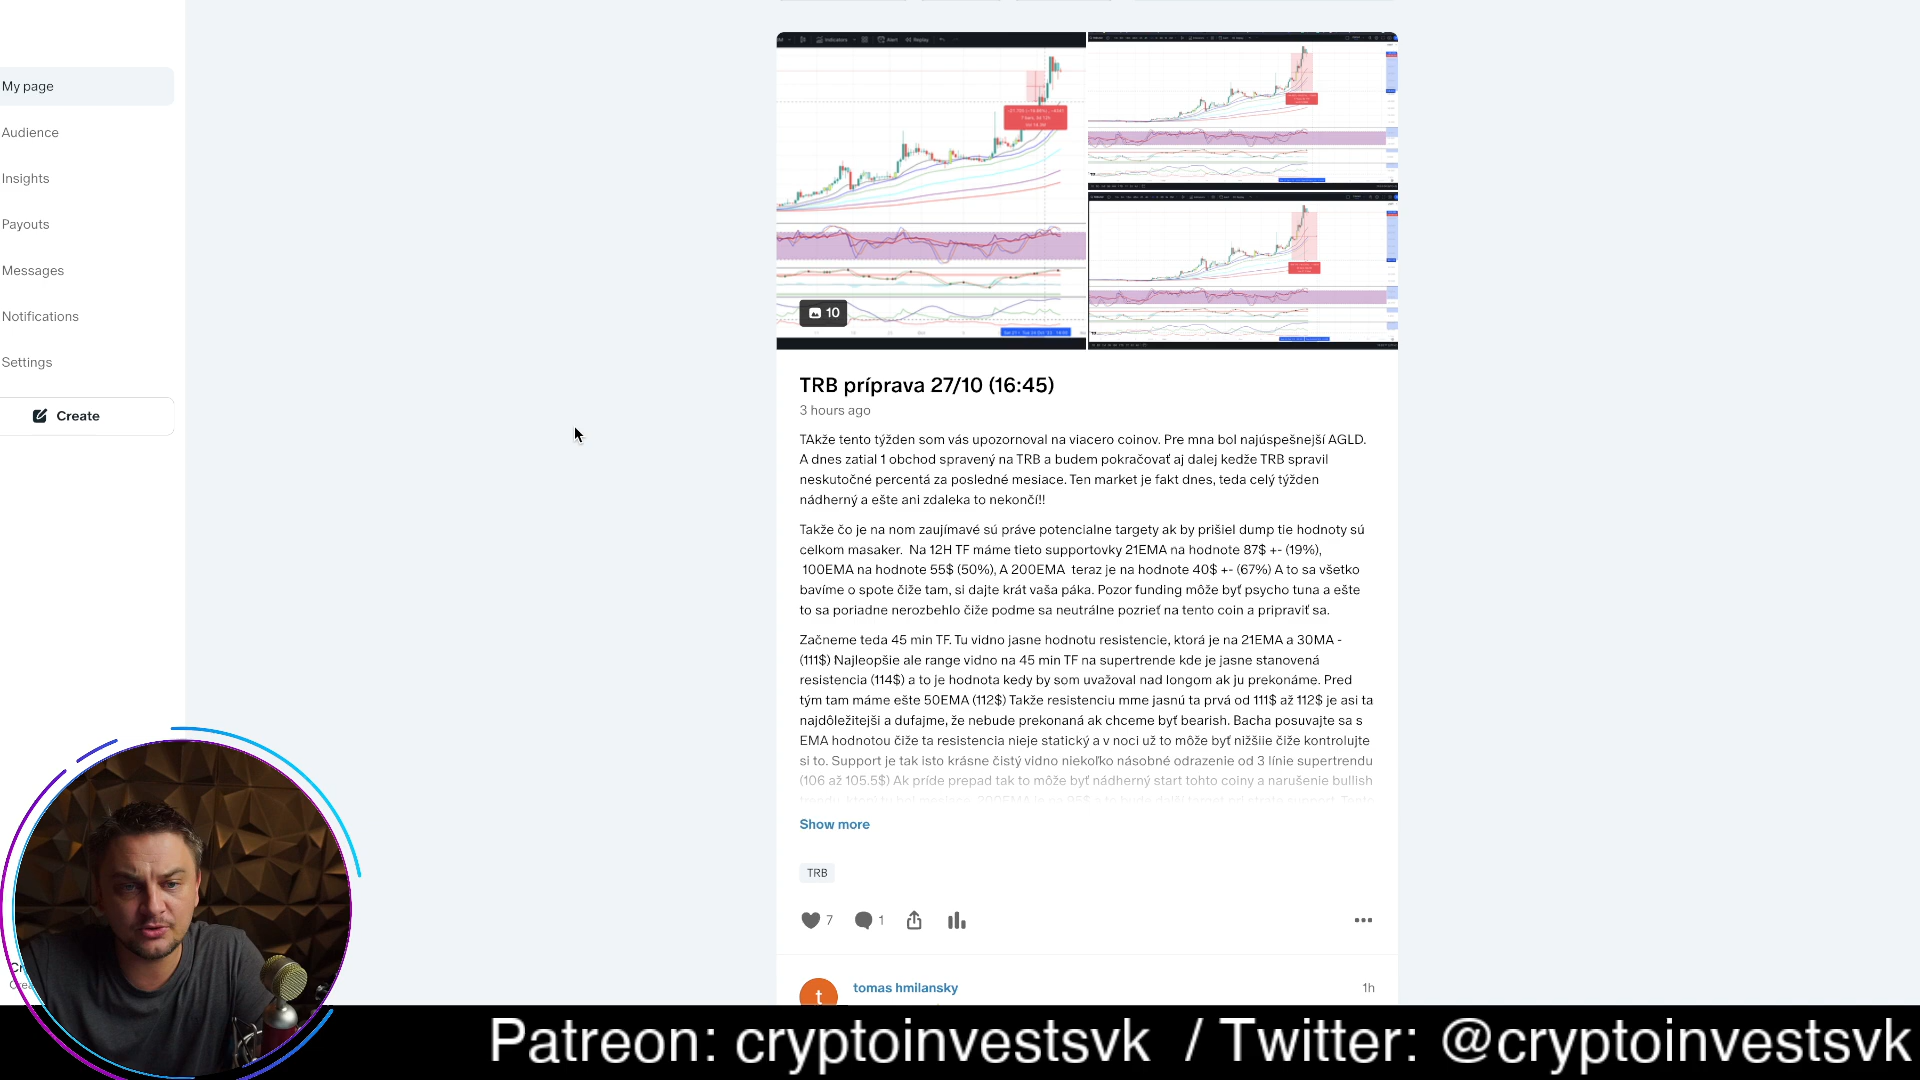 My page
Audience
Insights
Payouts
Messages
Notifications
Settings
Create
Indicators
Alert
Replay
10
TRB príprava 27/10 (16:45)
3 hours ago
TAkže tento týžden som vás upozornoval na viacero coinov. Pre mna bol najúspešnejší AGLD.
A dnes zatial 1 obchod spravený na TRB a budem pokračovať aj dalej kedže TRB spravil
neskutočné percentá za posledné mesiace. Ten market je fakt dnes, teda celý týžden
nádherný a ešte ani zdaleka to nekončí!!
Takže čo je na nom zaujímavé sú práve potencialne targety ak by prišiel dump tie hodnoty sú
celkom masaker.  Na 12H TF máme tieto supportovky 21EMA na hodnote 87$ +- (19%),
100EMA na hodnote 55$ (50%), A 200EMA  teraz je na hodnote 40$ +- (67%) A to sa všetko
bavíme o spote čiže tam, si dajte krát vaša páka. Pozor funding môže byť psycho tuna a ešte
to sa poriadne nerozbehlo čiže podme sa neutrálne pozrieť na tento coin a pripraviť sa.
Začneme teda 45 min TF. Tu vidno jasne hodnotu resistencie, ktorá je na 21EMA a 30MA -
(111$) Najleopšie ale range vidno na 45 min TF na supertrende kde je jasne stanovená
resistencia (114$) a to je hodnota kedy by som uvažoval nad longom ak ju prekonáme. Pred
tým tam máme ešte 50EMA (112$) Takže resistenciu mme jasnú ta prvá od 111$ až 112$ je asi ta
najdôležitejši a dufajme, že nebude prekonaná ak chceme byť bearish. Bacha posuvajte sa s
EMA hodnotou čiže ta resistencia nieje statický a v noci už to môže byť nižšiie čiže kontrolujte
si to. Support je tak isto krásne čistý vidno niekoľko násobné odrazenie od 3 línie supertrendu
(106 až 105.5$) Ak príde prepad tak to môže byť nádherný start tohto coiny a narušenie bullish
Show more
TRB
7
1
t
tomas hmilansky
1h
Patreon: cryptoinvestsvk / Twitter: @cryptoinvestsvk